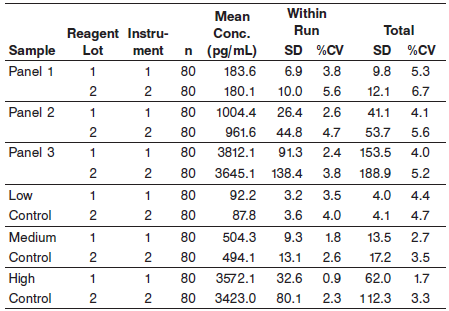 Mean Within
Reagent Instru- Conc. Run Total
Sample Lot ment n (pg/mL) SD %CV SD %CV
Panel 1 1 1 80 183.6 6.9 3.8 9.8 5.3
2 2 80 180.1 10.0 5.6 12.1 6.7
Panel 2 1 1 80 1004.4 26.4 2.6 41.1 4.1
2 2 80 961.6 44.8 4.7 53.7 5.6
Panel 3 1 1 80 3812.1 91.3 2.4 153.5 4.0
2 2 80 3645.1 138.4 3.8 188.9 5.2
Low 1 1 80 92.2 3.2 3.5 4.0 4.4
Control 2 2 80 87.8 3.6 4.0 4.1 4.7
Medium 1 1 80 504.3 9.3 1.8 13.5 2.7
Control 2 2 80 494.1 13.1 2.6 17.2 3.5
High 1 1 80 3572.1 32.6 0.9 62.0 1.7
Control 2 2 80 3423.0 80.1 2.3 112.3 3.3